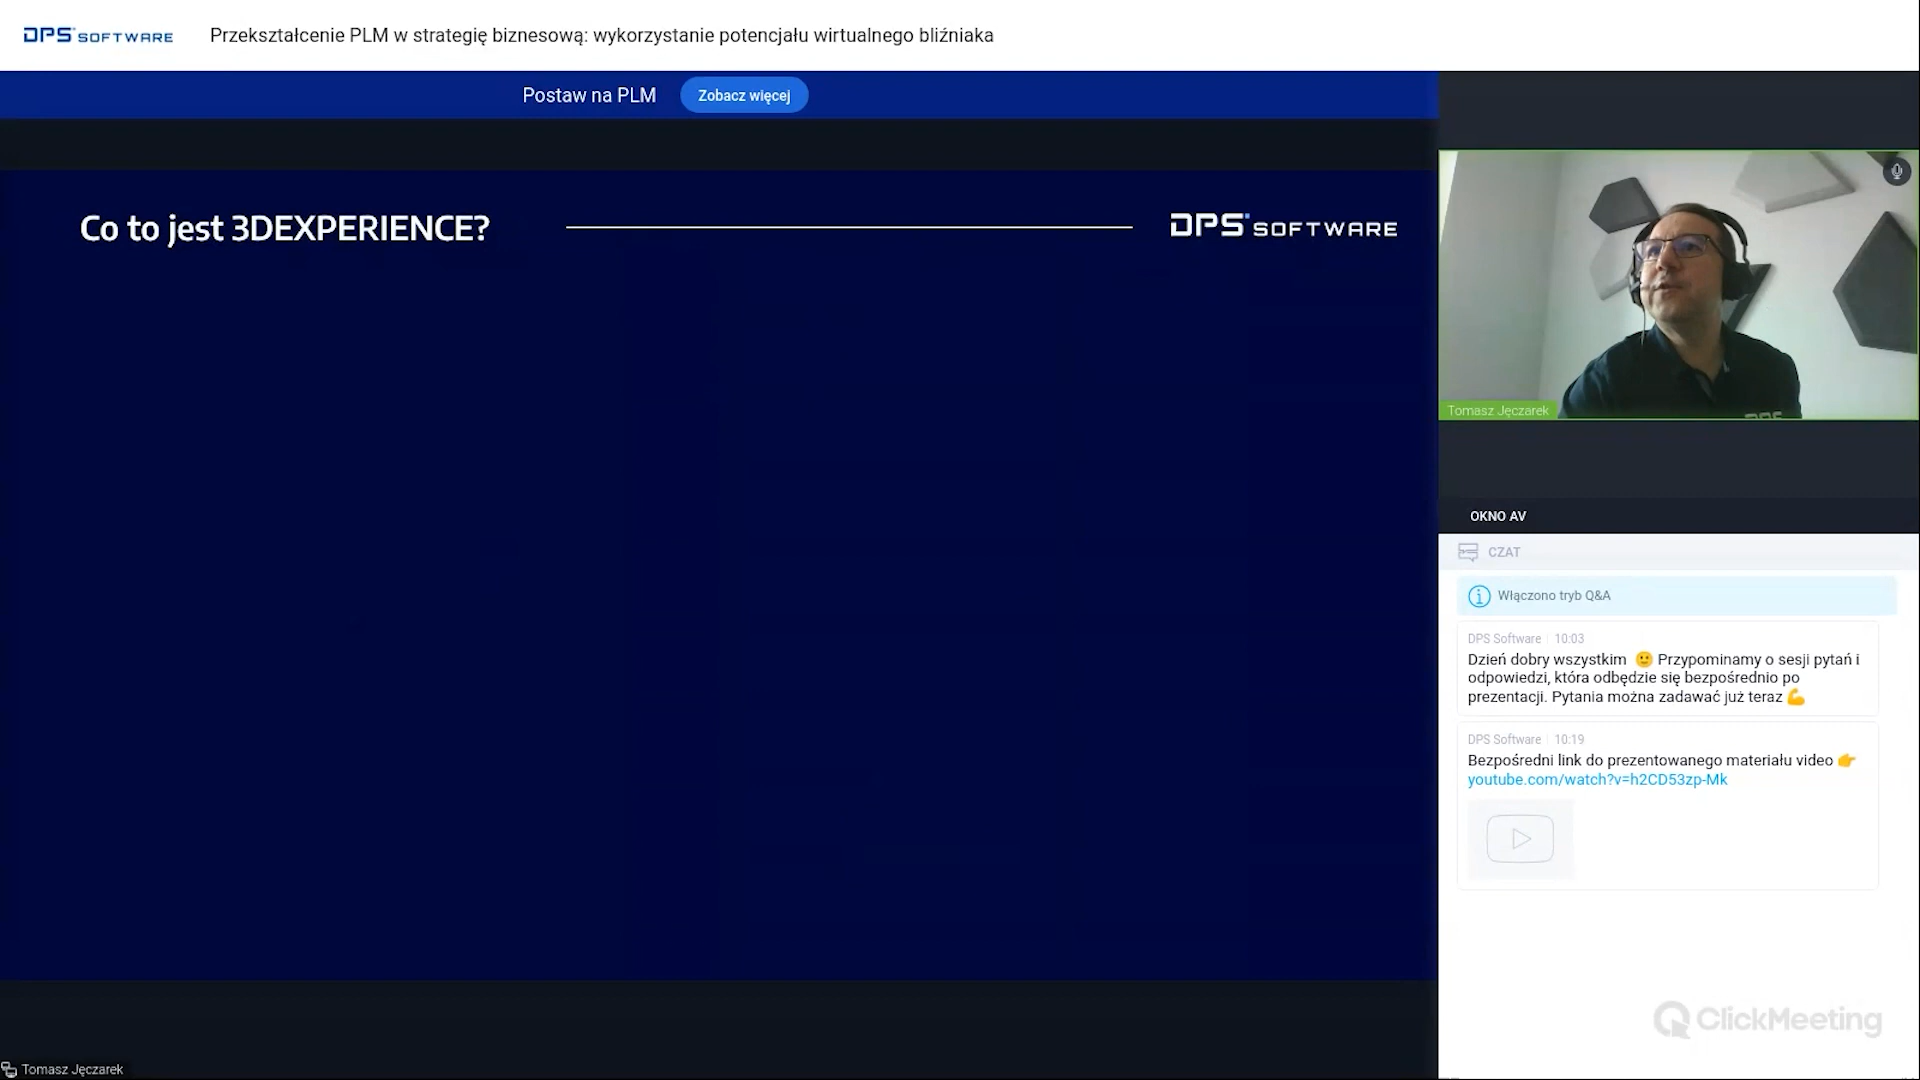 DPS SOFTWARE
Przekształcenie PLM w strategię biznesową: wykorzystanie potencjału wirtualnego bliźniaka
Postaw na PLM
Zobacz więcej
Co to jest 3DEXPERIENCE?
DPS SOFTWARE
DPS
Tomasz Jęczarek
OKNO AV
CZAT
Włączono tryb Q&A
DPS Software 10:03
Dzień dobry wszystkim 🙂 Przypominamy o sesji pytań i
odpowiedzi, która odbędzie się bezpośrednio po
prezentacji. Pytania można zadawać już teraz 💪
DPS Software 10:19
Bezpośredni link do prezentowanego materiału video 👉
youtube.com/watch?v=h2CD53zp-Mk
ClickMeeting
Tomasz Jęczarek